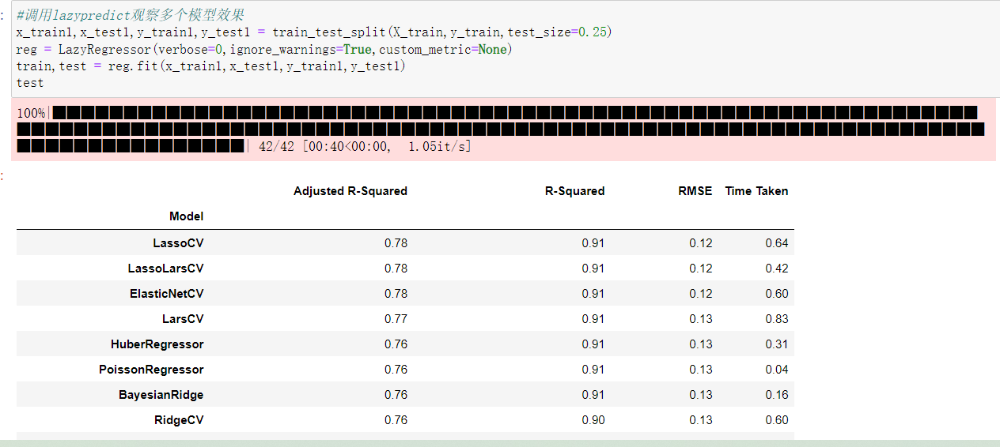 #调用lazypredict观察多个模型效果
x_train1,x_test1,y_train1,y_test1 = train_test_split(X_train,y_train,test_size=0.25)
reg = LazyRegressor(verbose=0,ignore_warnings=True,custom_metric=None)
train,test = reg.fit(x_train1,x_test1,y_train1,y_test1)
test
100%|
| 42/42 [00:40<00:00, 1.05it/s]
Adjusted R-Squared R-Squared RMSE Time Taken
Model
LassoCV 0.78 0.91 0.12 0.64
LassoLarsCV 0.78 0.91 0.12 0.42
ElasticNetCV 0.78 0.91 0.12 0.60
LarsCV 0.77 0.91 0.13 0.83
HuberRegressor 0.76 0.91 0.13 0.31
PoissonRegressor 0.76 0.91 0.13 0.04
BayesianRidge 0.76 0.91 0.13 0.16
RidgeCV 0.76 0.90 0.13 0.60